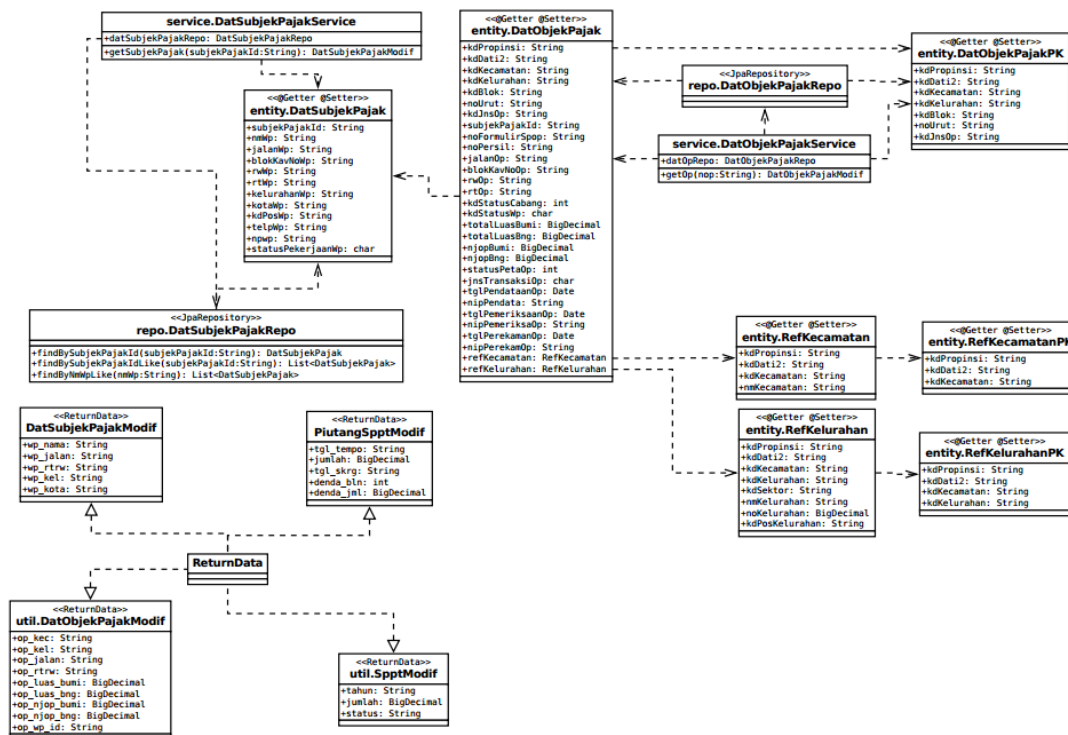 service.DatSubjekPajakService
+datSubjekPajakRepo: DatSubjekPajakRepo
+getSubjekPajak(subjekPajakId:String): DatSubjekPajakModif
<<@Getter @Setter>>
entity.DatSubjekPajak
+subjekPajakId: String
+nmWp: String
+jalanWp: String
+blokKavNoWp: String
+rwWp: String
+rtWp: String
+kelurahanWp: String
+kotaWp: String
+kdPosWp: String
+telpWp: String
+npwp: String
+statusPekerjaanWp: char
<<JpaRepository>>
repo.DatSubjekPajakRepo
+findBySubjekPajakId(subjekPajakId:String): DatSubjekPajak
+findBySubjekPajakIdLike(subjekPajakId:String): List<DatSubjekPajak>
+findByNmWpLike(nmWp:String): List<DatSubjekPajak>
<<@Getter @Setter>>
entity.DatObjekPajak
+kdPropinsi: String
+kdDati2: String
+kdKecamatan: String
+kdKelurahan: String
+kdBlok: String
+noUrut: String
+kdJnsOp: String
+subjekPajakId: String
+noFormulirSpop: String
+noPersil: String
+jalanOp: String
+blokKavNoOp: String
+rwOp: String
+rtOp: String
+kdStatusCabang: int
+kdStatusWp: char
+totalLuasBumi: BigDecimal
+totalLuasBng: BigDecimal
+njopBumi: BigDecimal
+njopBng: BigDecimal
+statusPetaOp: int
+jnsTransaksiOp: char
+tglPendataanOp: Date
+nipPendata: String
+tglPemeriksaanOp: Date
+nipPemeriksaOp: String
+tglPerekamanOp: Date
+nipPerekamOp: String
+refKecamatan: RefKecamatan
+refKelurahan: RefKelurahan
<<JpaRepository>>
repo.DatObjekPajakRepo
service.DatObjekPajakService
+datOpRepo: DatObjekPajakRepo
+getOp(nop:String): DatObjekPajakModif
<<@Getter @Setter>>
entity.DatObjekPajakPK
+kdPropinsi: String
+kdDati2: String
+kdKecamatan: String
+kdKelurahan: String
+kdBlok: String
+noUrut: String
+kdJnsOp: String
<<@Getter @Setter>>
entity.RefKecamatan
+kdPropinsi: String
+kdDati2: String
+kdKecamatan: String
+nmKecamatan: String
<<@Getter @Setter>>
entity.RefKecamatanPK
+kdPropinsi: String
+kdDati2: String
+kdKecamatan: String
<<@Getter @Setter>>
entity.RefKelurahan
+kdPropinsi: String
+kdDati2: String
+kdKecamatan: String
+kdKelurahan: String
+kdSektor: String
+nmKelurahan: String
+noKelurahan: BigDecimal
+kdPosKelurahan: String
<<@Getter @Setter>>
entity.RefKelurahanPK
+kdPropinsi: String
+kdDati2: String
+kdKecamatan: String
+kdKelurahan: String
<<ReturnData>>
DatSubjekPajakModif
+wp_nama: String
+wp_jalan: String
+wp_rtrw: String
+wp_kel: String
+wp_kota: String
<<ReturnData>>
PiutangSpptModif
+tgl_tempo: String
+jumlah: BigDecimal
+tgl_skrg: String
+denda_bln: int
+denda_jml: BigDecimal
ReturnData
<<ReturnData>>
util.DatObjekPajakModif
+op_kec: String
+op_kel: String
+op_jalan: String
+op_rtrw: String
+op_luas_bumi: BigDecimal
+op_luas_bng: BigDecimal
+op_njop_bumi: BigDecimal
+op_njop_bng: BigDecimal
+op_wp_id: String
<<ReturnData>>
util.SpptModif
+tahun: String
+jumlah: BigDecimal
+status: String